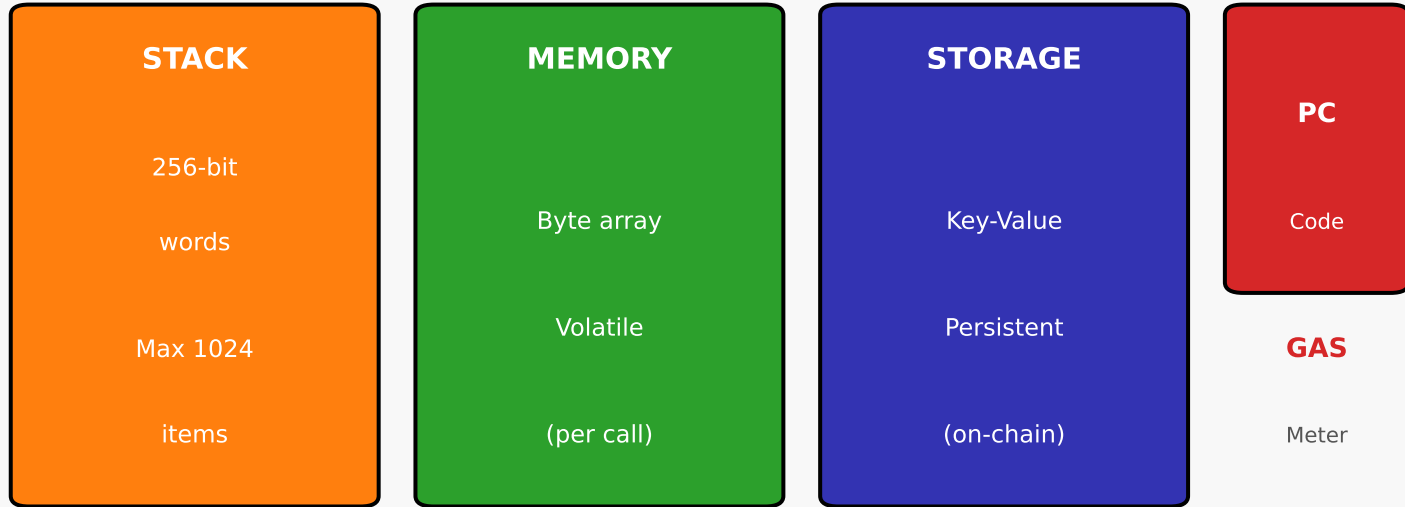 STACK
256-bit
words
Max 1024
items
MEMORY
Byte array
Volatile
(per call)
STORAGE
Key-Value
Persistent
(on-chain)
PC
Code
GAS
Meter